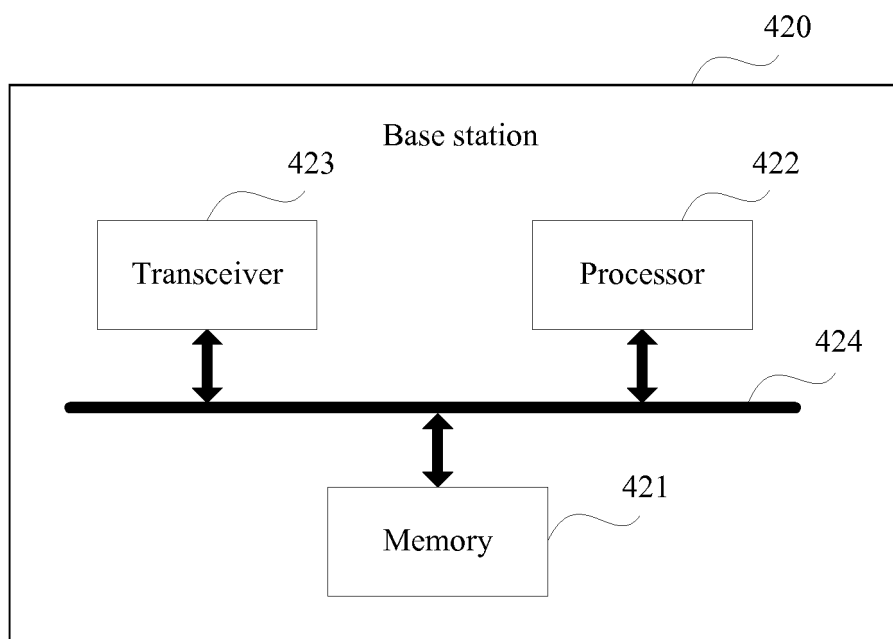 420
Base station
423
422
Transceiver
Processor
424
421
Memory